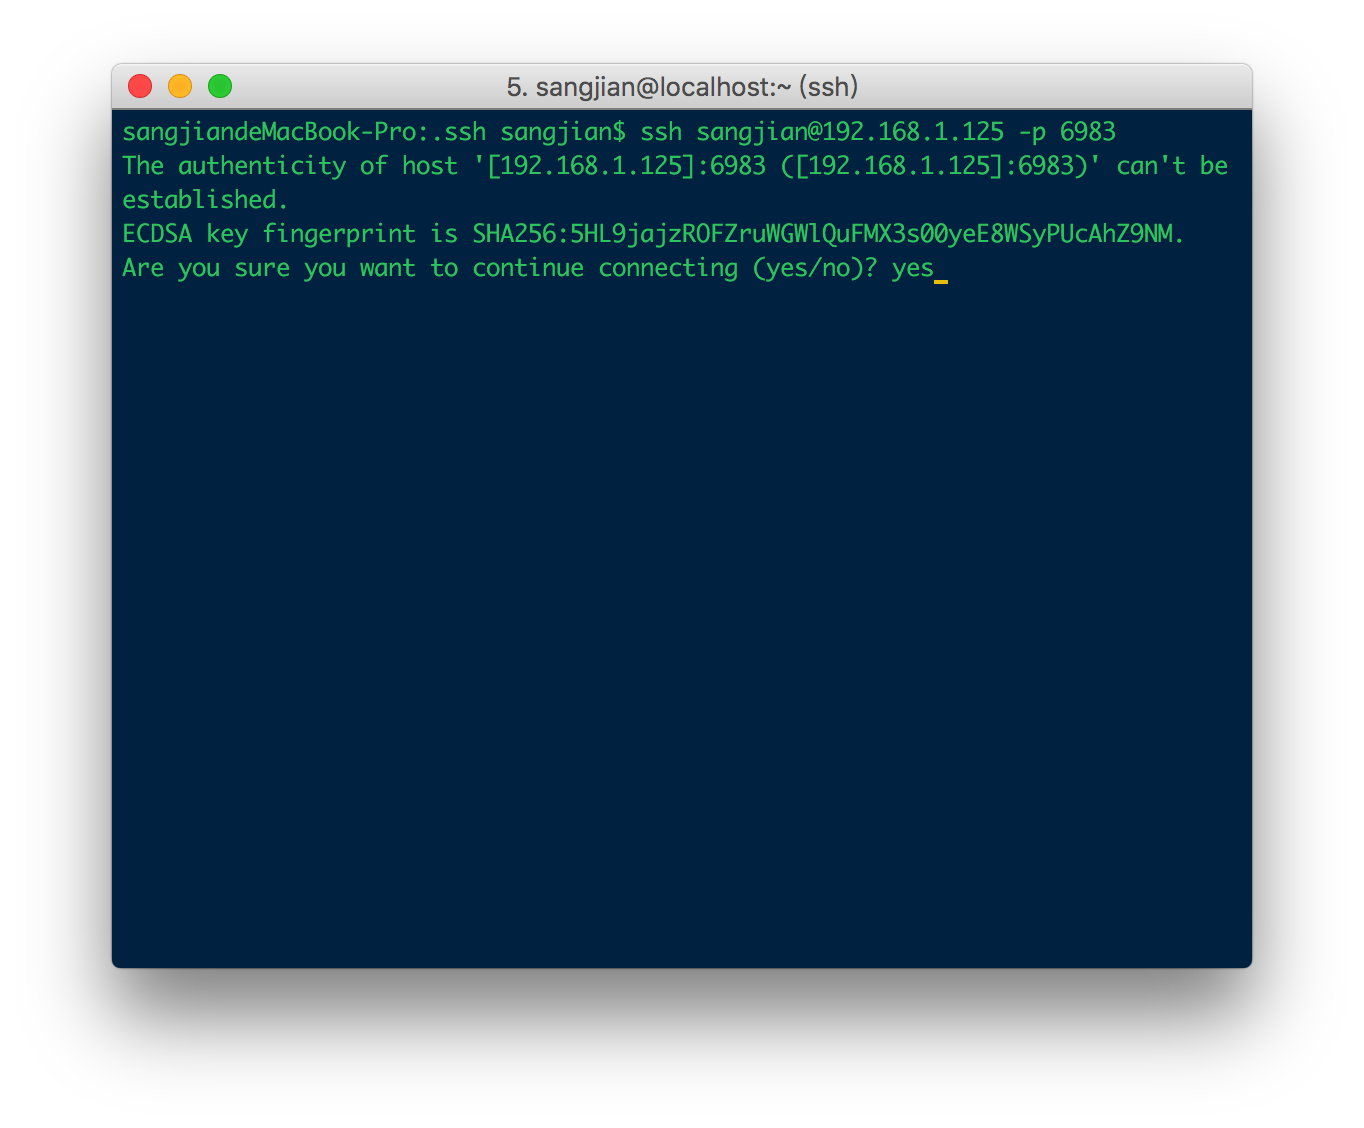 5. sangjian@localhost:~ (ssh)
sangjiandeMacBook-Pro:.ssh sangjian$ ssh sangjian@192.168.1.125 -p 6983
The authenticity of host '[192.168.1.125]:6983 ([192.168.1.125]:6983)' can't be
established.
ECDSA key fingerprint is SHA256:5HL9jajzROFZruWGWlQuFMX3s00yeE8WSyPUcAhZ9NM.
Are you sure you want to continue connecting (yes/no)? yes